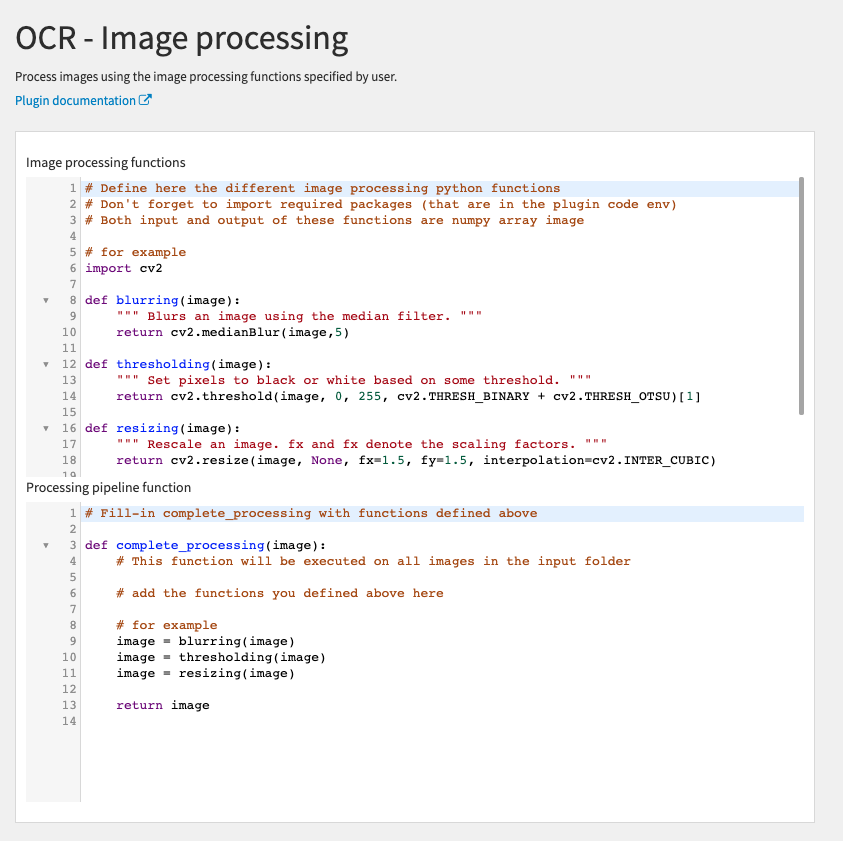 OCR - Image processing
Process images using the image processing functions specified by user.
Plugin documentation
Image processing functions
1 # Define here the different image processing python functions
2 # Don't forget to import required packages (that are in the plugin code env)
3 # Both input and output of these functions are numpy array image
4
5 # for example
6 import cv2
7
8 def blurring(image):
9     """ Blurs an image using the median filter. """
10     return cv2.medianBlur(image,5)
11
12 def thresholding(image):
13     """ Set pixels to black or white based on some threshold. """
14     return cv2.threshold(image, 0, 255, cv2.THRESH_BINARY + cv2.THRESH_OTSU)[1]
15
16 def resizing(image):
17     """ Rescale an image. fx and fx denote the scaling factors. """
18     return cv2.resize(image, None, fx=1.5, fy=1.5, interpolation=cv2.INTER_CUBIC)
19
Processing pipeline function
1 # Fill-in complete_processing with functions defined above
2
3 def complete_processing(image):
4     # This function will be executed on all images in the input folder
5
6     # add the functions you defined above here
7
8     # for example
9     image = blurring(image)
10     image = thresholding(image)
11     image = resizing(image)
12
13     return image
14